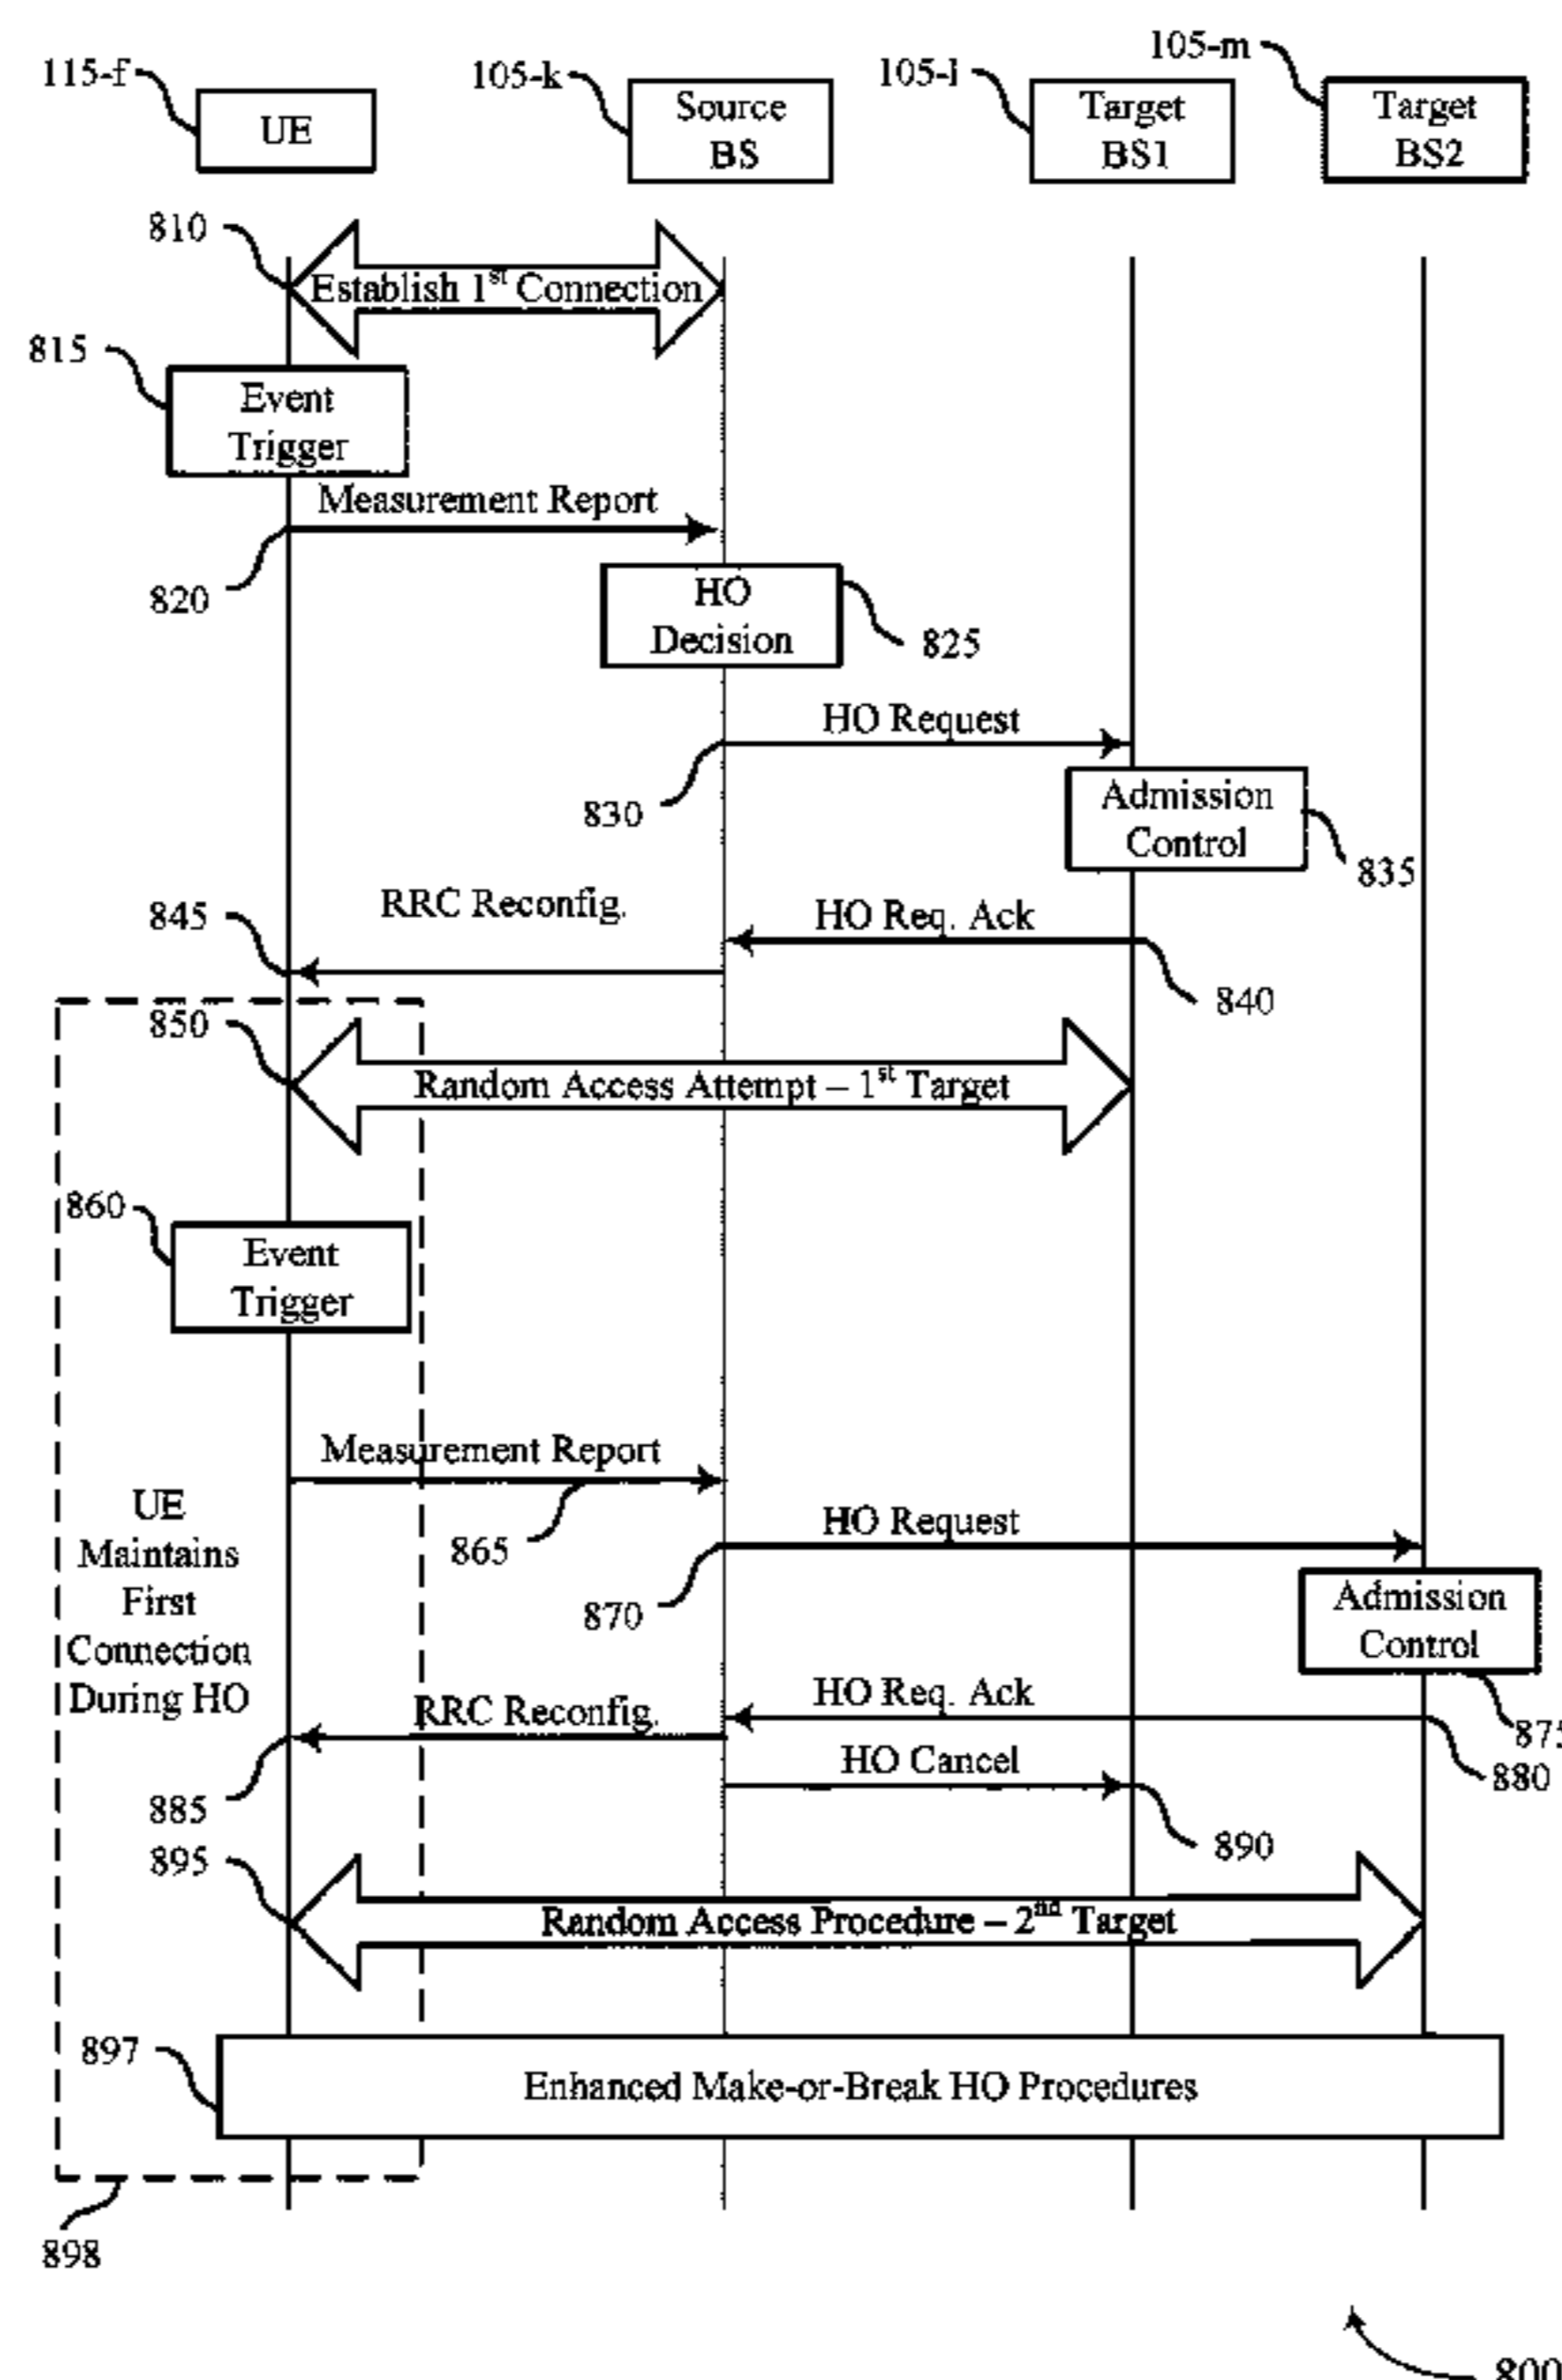 115-f
UE
105-k
Source
BS
105-l
Target
BS1
105-m
Target
BS2
810
Establish 1st Connection
815
Event
Trigger
Measurement Report
820
HO
Decision
825
HO Request
830
Admission
Control
835
RRC Reconfig.
845
HO Req. Ack
840
850
Random Access Attempt – 1st Target
860
Event
Trigger
Measurement Report
865
HO Request
870
UE
Maintains
First
Connection
During HO
Admission
Control
875
HO Req. Ack
880
RRC Reconfig.
885
HO Cancel
890
895
Random Access Procedure – 2nd Target
897
Enhanced Make-or-Break HO Procedures
898
800